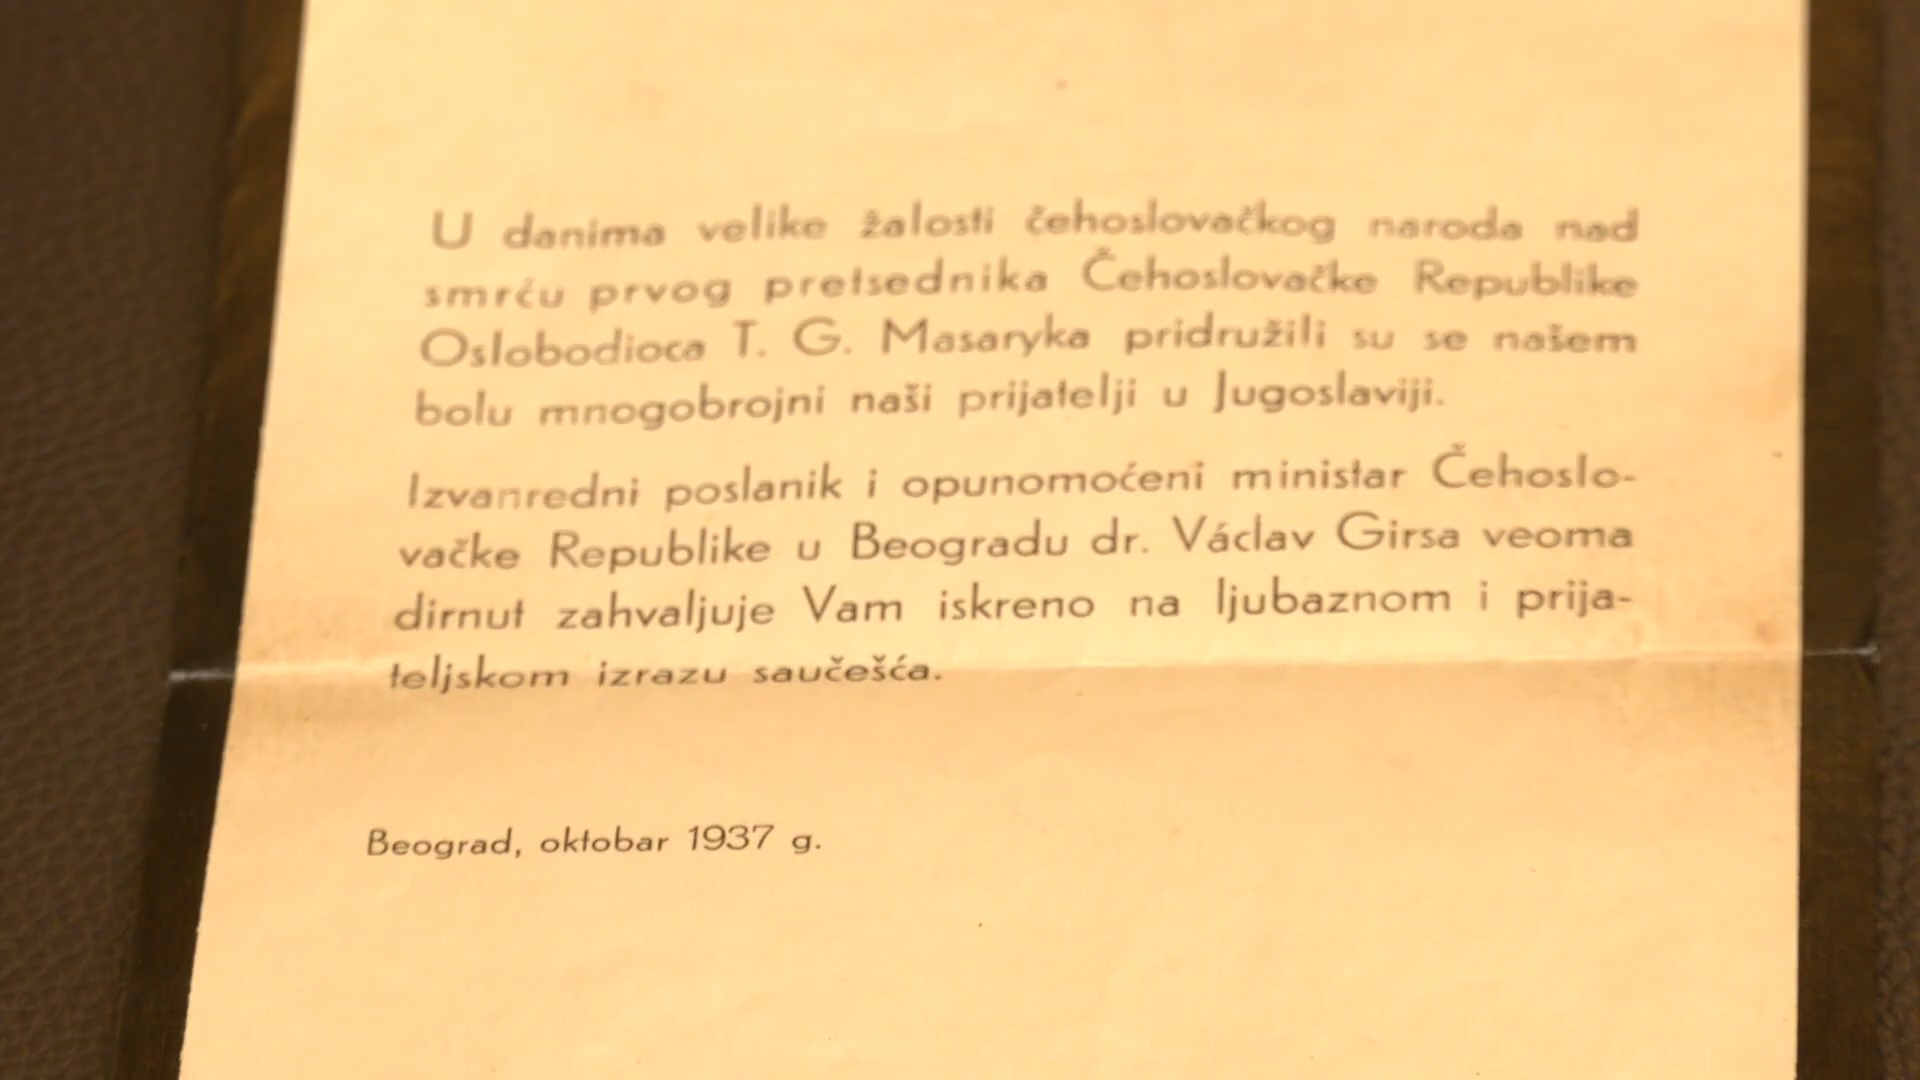 U danima velike žalosti čehoslovačkog naroda nad
smrću prvog pretsednika Čehoslovačke Republike
Oslobodioca T. G. Masaryka pridružili su se našem
bolu mnogobrojni naši prijatelji u Jugoslaviji.
Izvanredni poslanik i opunomoćeni ministar Čehoslo-
vačke Republike u Beogradu dr. Václav Girsa veoma
dirnut zahvaljuje Vam iskreno na ljubaznom i prija-
teljskom izrazu saučešća.
Beograd, oktobar 1937 g.